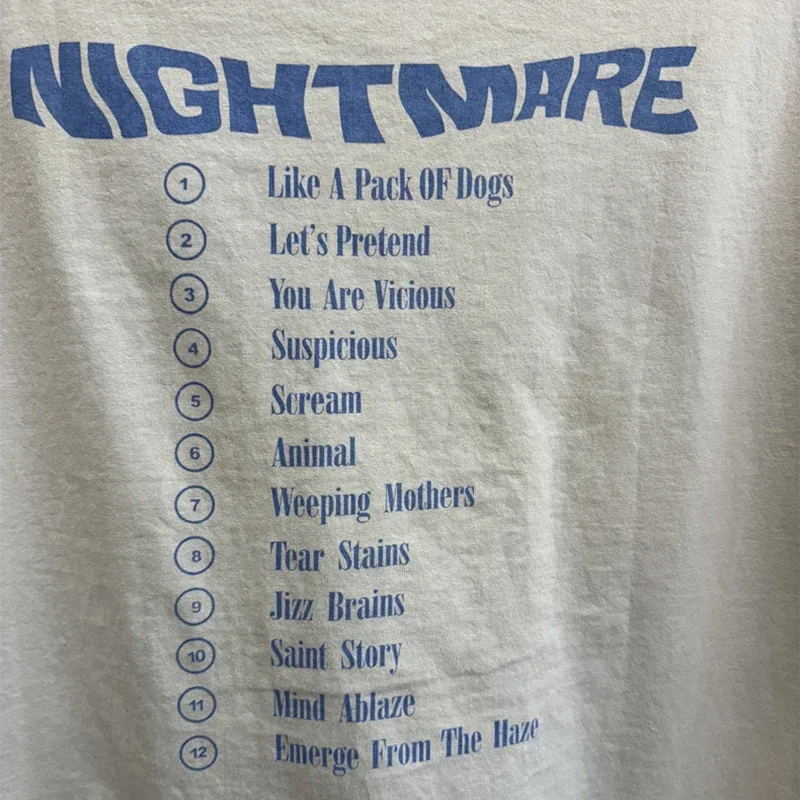 NIGHTMARE
1 Like A Pack OF Dogs
2 Let's Pretend
3 You Are Vicious
4 Suspicious
5 Scream
6 Animal
7 Weeping Mothers
8 Tear Stains
9 Jizz Brains
10 Saint Story
11 Mind Ablaze
12 Emerge From The Haze